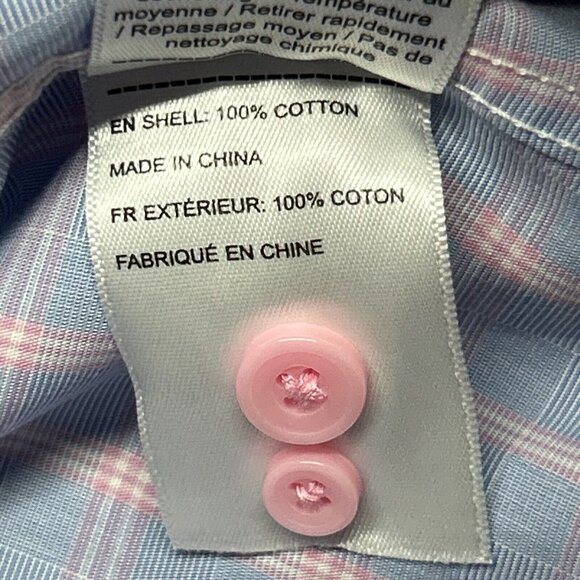 température
moyenne / Retirer rapidement
/ Repassage moyen / Pas de
nettoyage chimique
EN SHELL: 100% COTTON
MADE IN CHINA
FR EXTÉRIEUR: 100% COTON
FABRIQUÉ EN CHINE